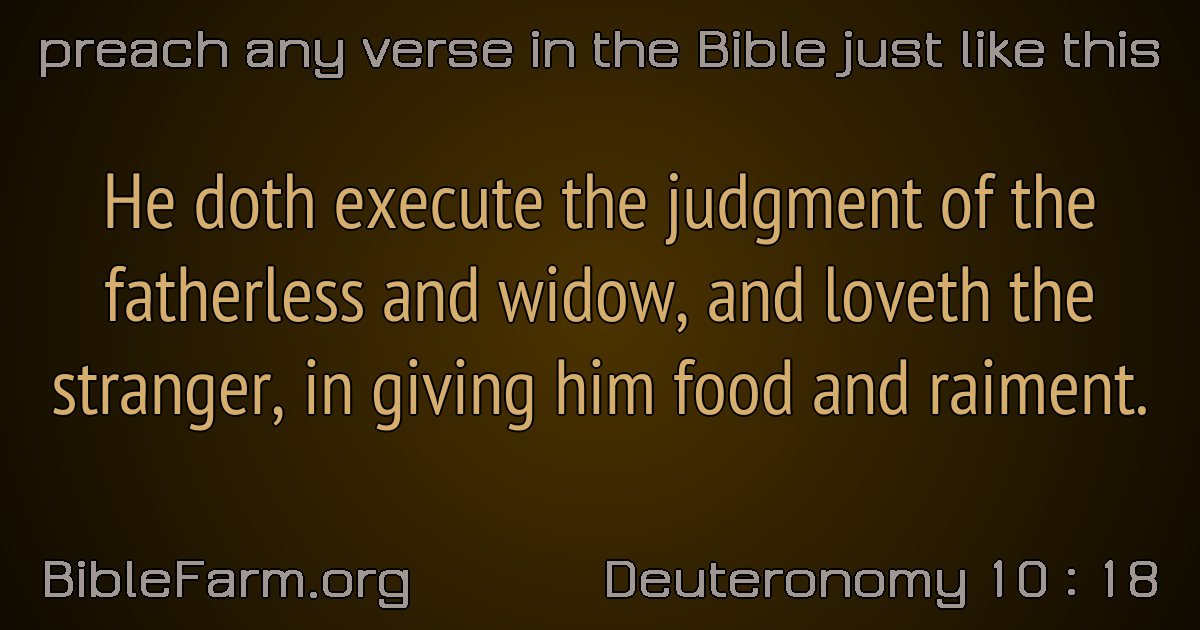 preach any verse in the Bible just like this
He doth execute the judgment of the
fatherless and widow, and loveth the
stranger, in giving him food and raiment.
BibleFarm.org
Deuteronomy 10 : 18